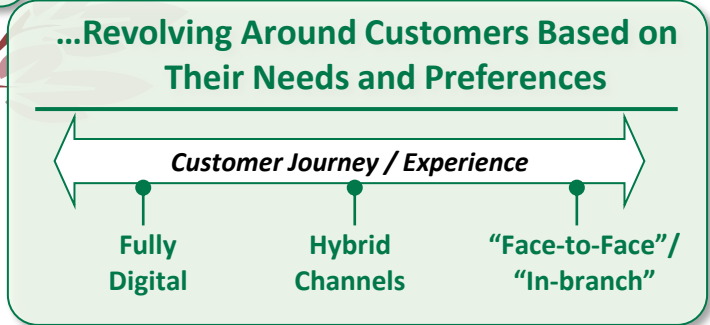 ...Revolving Around Customers Based on
Their Needs and Preferences
Customer Journey / Experience
Fully
Digital
Hybrid
Channels
“Face-to-Face”/
“In-branch”